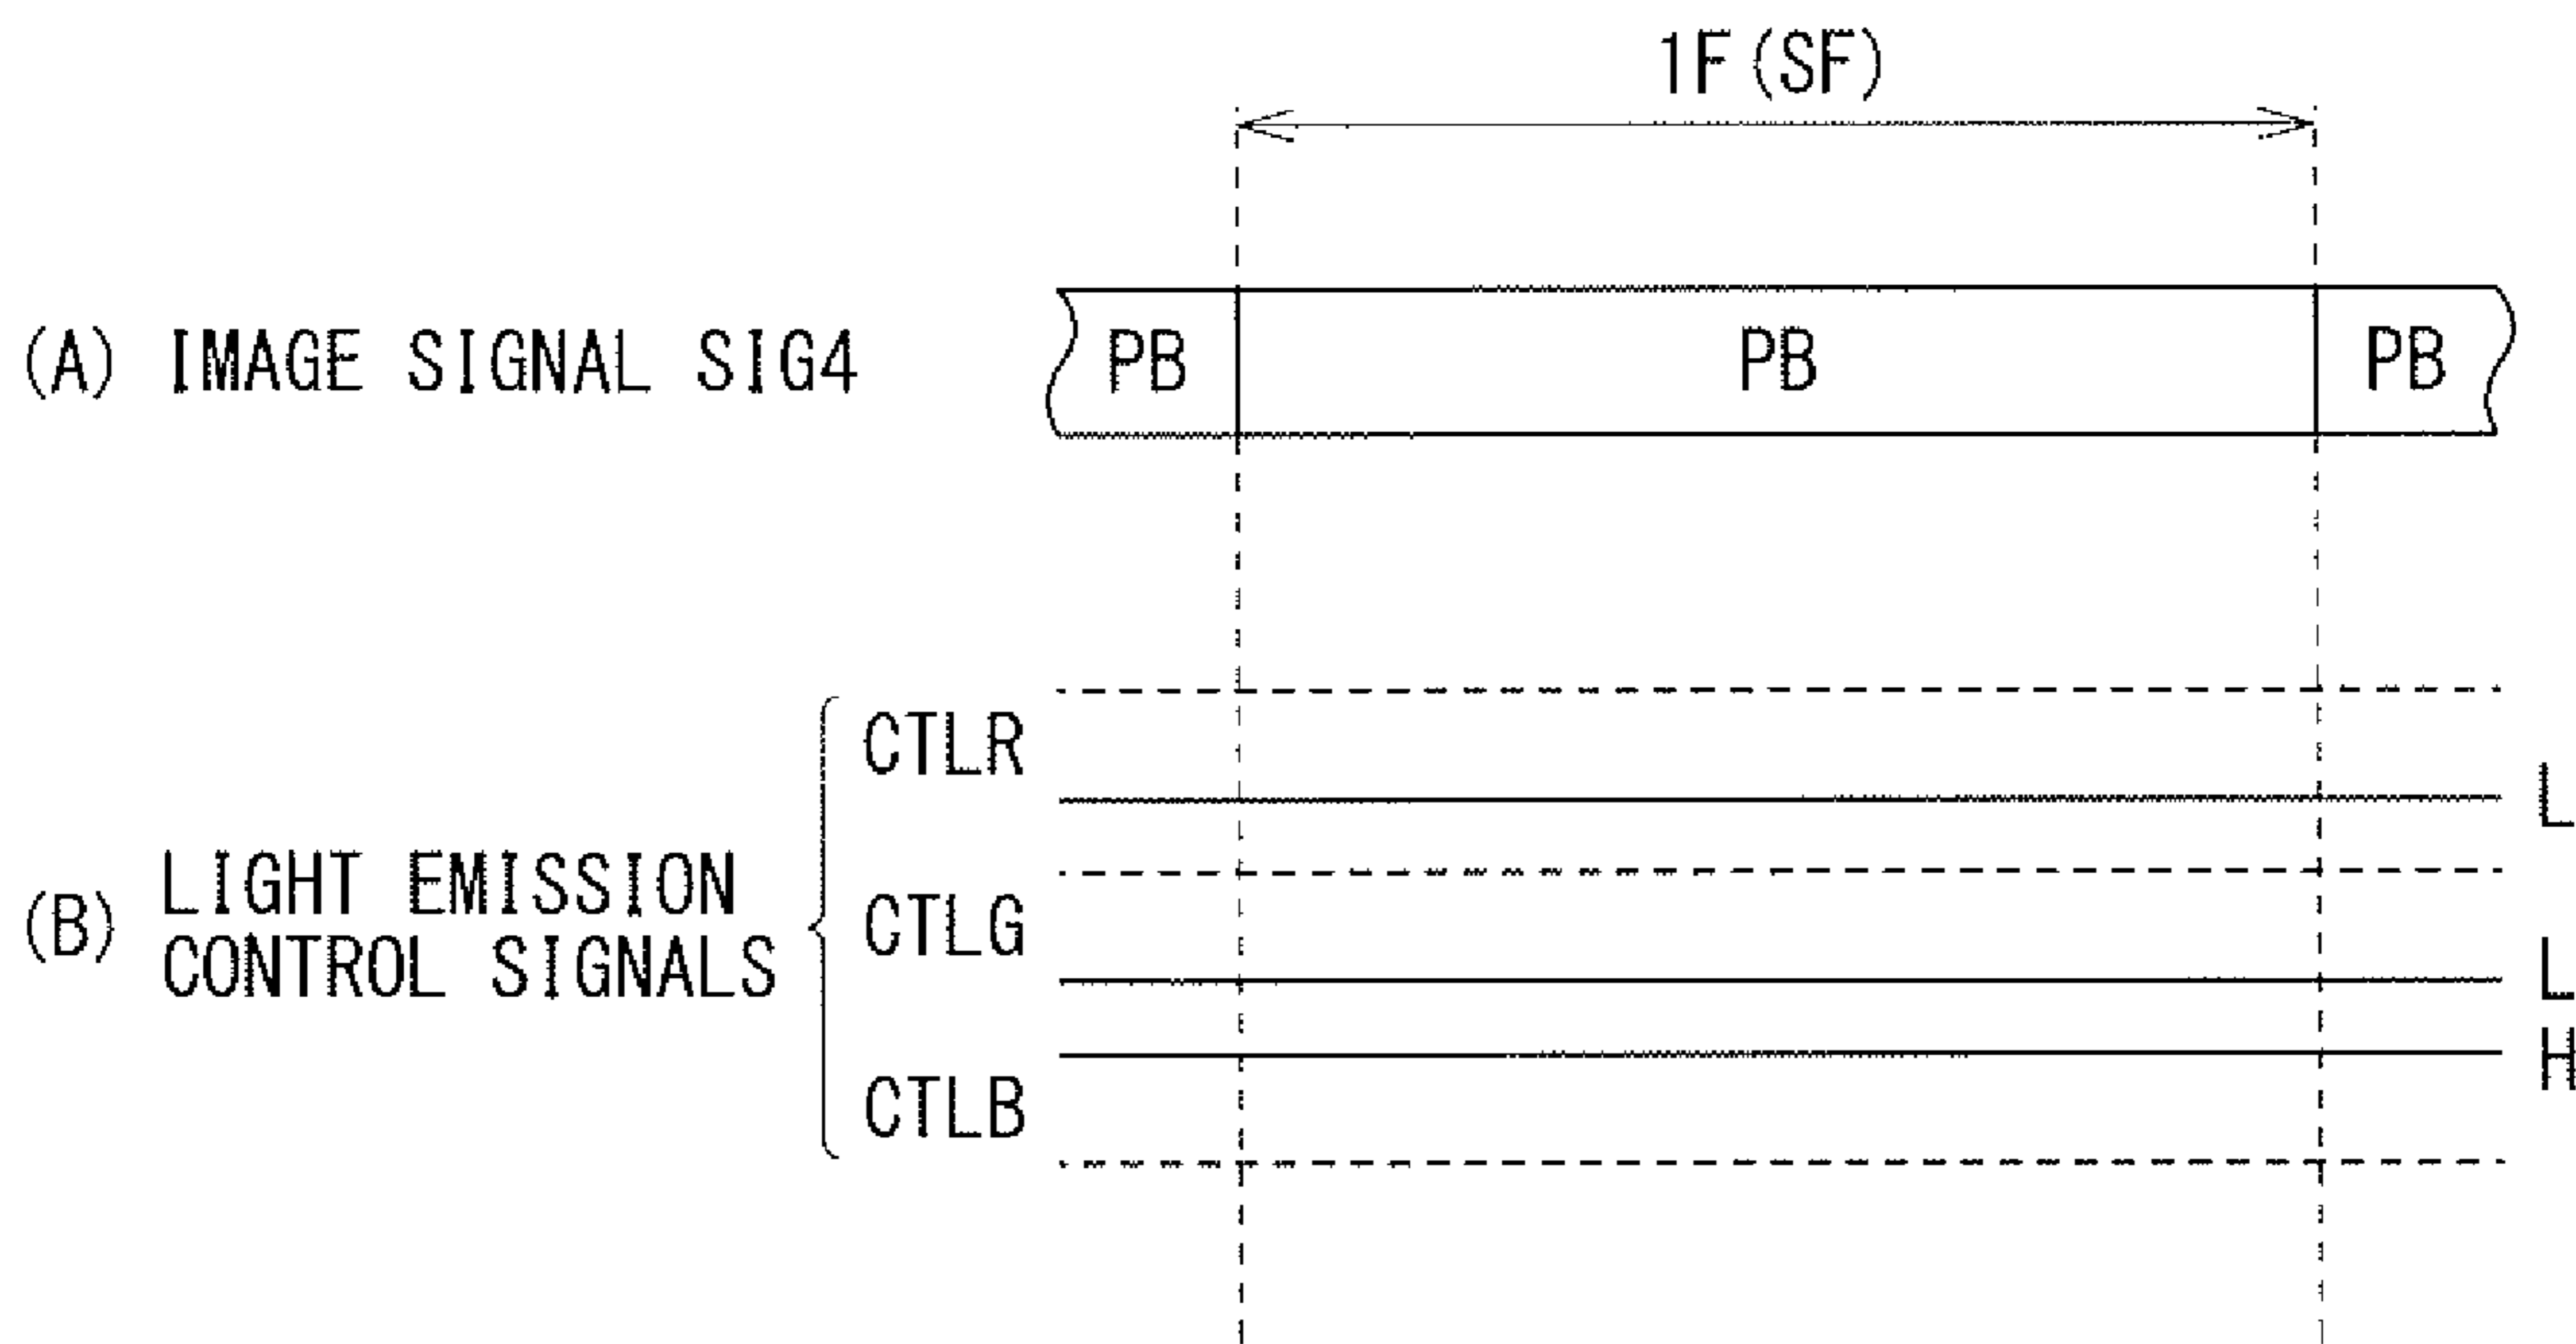 1F(SF)
(A) IMAGE SIGNAL SIG4
PB
PB
PB
CTLR
L
(B) LIGHT EMISSION
CONTROL SIGNALS
CTLG
L
H
CTLB